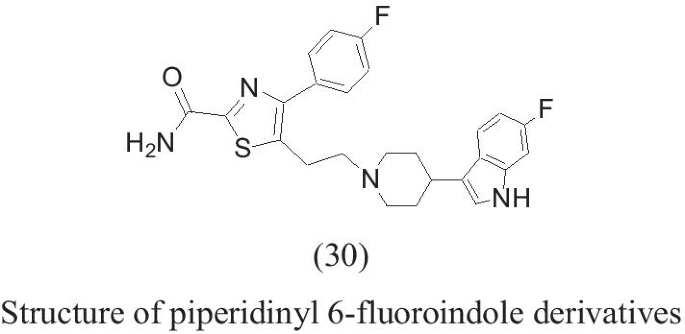 F
O
N
F
H₂N
S
N
NH
(30)
Structure of piperidinyl 6-fluoroindole derivatives